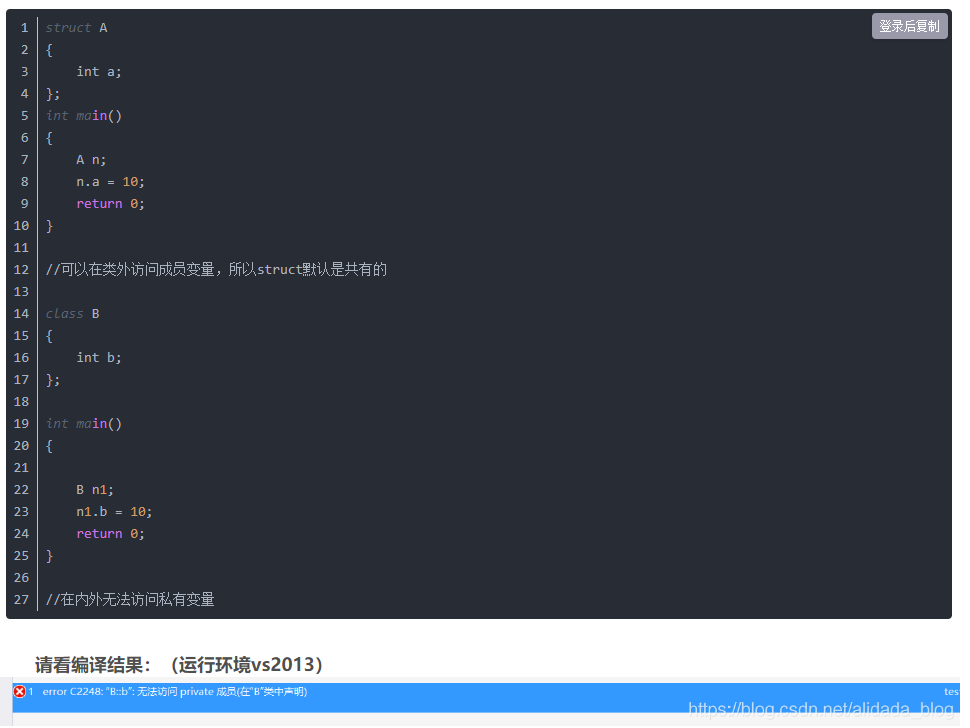 登录后复制
1 struct A
2 {
3     int a;
4 };
5 int main()
6 {
7     A n;
8     n.a = 10;
9     return 0;
10 }
11
12 //可以在类外访问成员变量，所以struct默认是共有的
13
14 class B
15 {
16     int b;
17 };
18
19 int main()
20 {
21
22     B n1;
23     n1.b = 10;
24     return 0;
25 }
26
27 //在内外无法访问私有变量
请看编译结果：（运行环境vs2013）
1 error C2248: “B::b”: 无法访问 private 成员(在“B”类中声明) tes
https://blog.csdn.net/alidada_blog